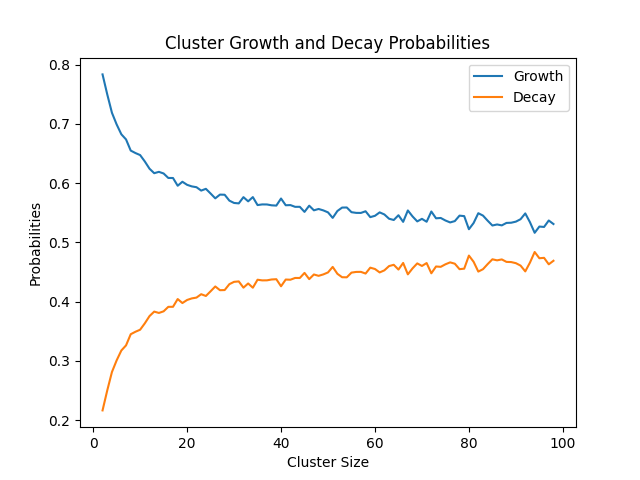 Cluster Growth and Decay Probabilities
Growth
Decay
0.8
0.7
0.6
0.5
0.4
0.3
0.2
Probabilities
0
20
40
60
80
100
Cluster Size